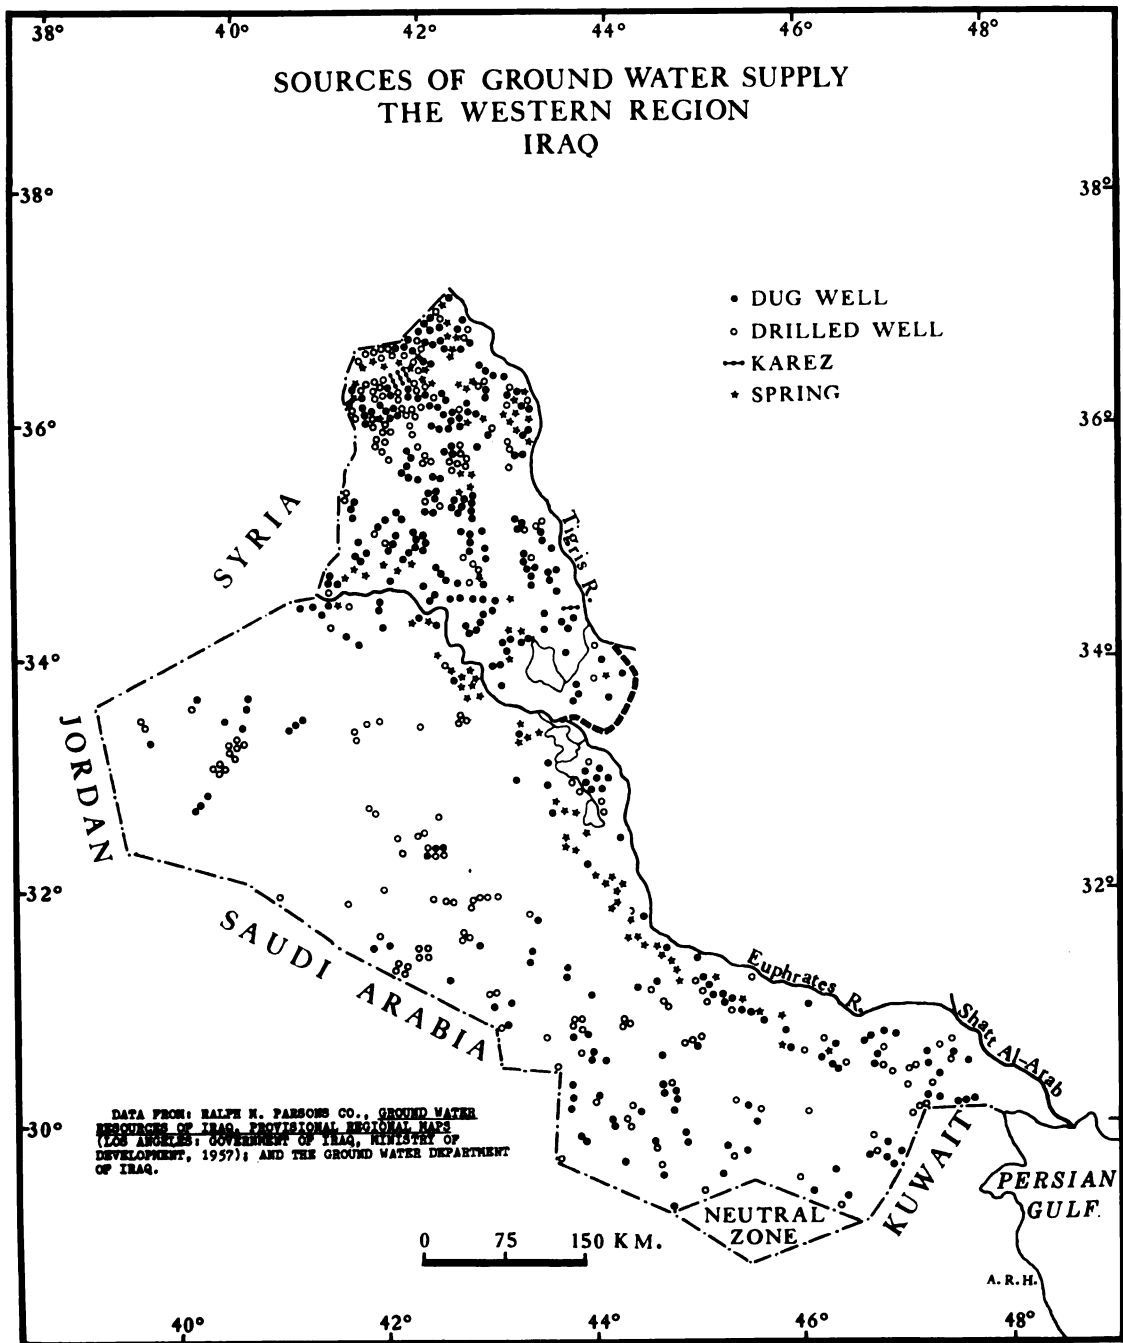 38° 40° 42° 44° 46° 48°
SOURCES OF GROUND WATER SUPPLY
THE WESTERN REGION
IRAQ
38° 38°
DUG WELL
DRILLED WELL
KAREZ
SPRING
36° 36°
SYRIA
Tigris R.
34° 34°
JORDAN
32° 32°
SAUDI ARABIA
Euphrates R.
Shatt Al-Arab
DATA FROM: RALPH M. PARSONS CO., GROUND WATER
RESOURCES OF IRAQ, PROVISIONAL REGIONAL MAPS
(LOS ANGELES: GOVERNMENT OF IRAQ, MINISTRY OF
DEVELOPMENT, 1957); AND THE GROUND WATER DEPARTMENT
OF IRAQ.
30° 30°
KUWAIT
PERSIAN
GULF.
NEUTRAL
ZONE
0 75 150 KM.
A.R.H.
40° 42° 44° 46° 48°